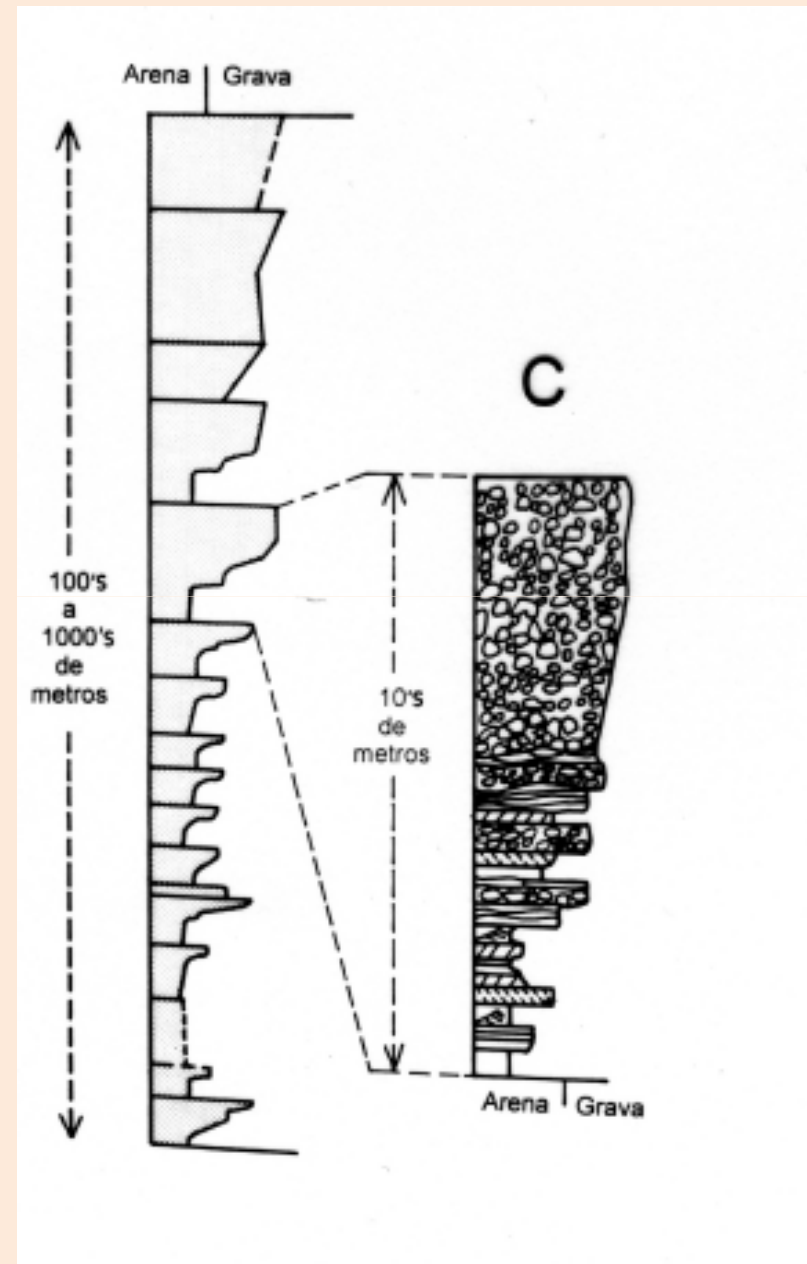 Arena | Grava
C
100's
a
1000's
de
metros
10's
de
metros
Arena | Grava